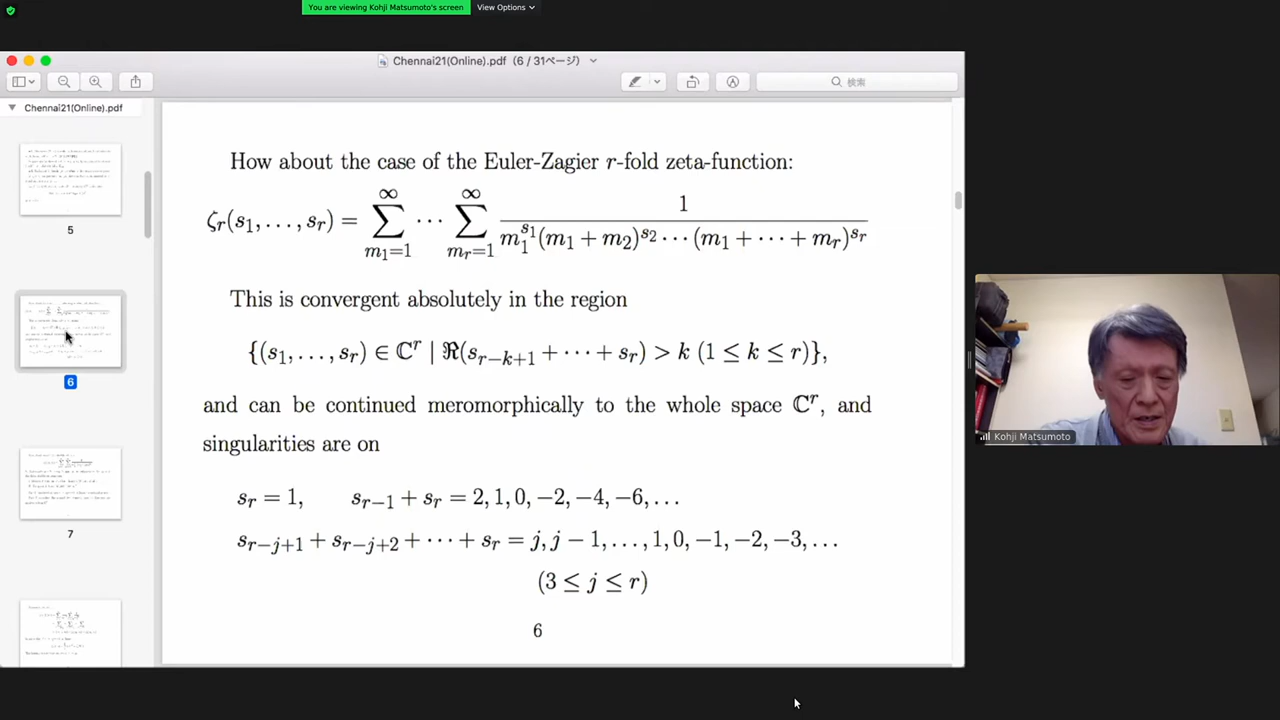 You are viewing Kohji Matsumoto's screen
View Options
Chennai21(Online).pdf (6 / 31ページ)
検索
Chennai21(Online).pdf
5
6
7
How about the case of the Euler-Zagier r-fold zeta-function:
ζ_r(s_1, …, s_r) = ∑_{m_1=1}^∞ ⋯ ∑_{m_r=1}^∞ 1 / (m_1^{s_1}(m_1 + m_2)^{s_2} ⋯ (m_1 + ⋯ + m_r)^{s_r})
This is convergent absolutely in the region
{(s_1, …, s_r) ∈ ℂ^r | ℜ(s_{r−k+1} + ⋯ + s_r) > k (1 ≤ k ≤ r)},
and can be continued meromorphically to the whole space ℂ^r, and
singularities are on
s_r = 1, s_{r−1} + s_r = 2, 1, 0, −2, −4, −6, …
s_{r−j+1} + s_{r−j+2} + ⋯ + s_r = j, j − 1, …, 1, 0, −1, −2, −3, …
(3 ≤ j ≤ r)
6
Kohji Matsumoto